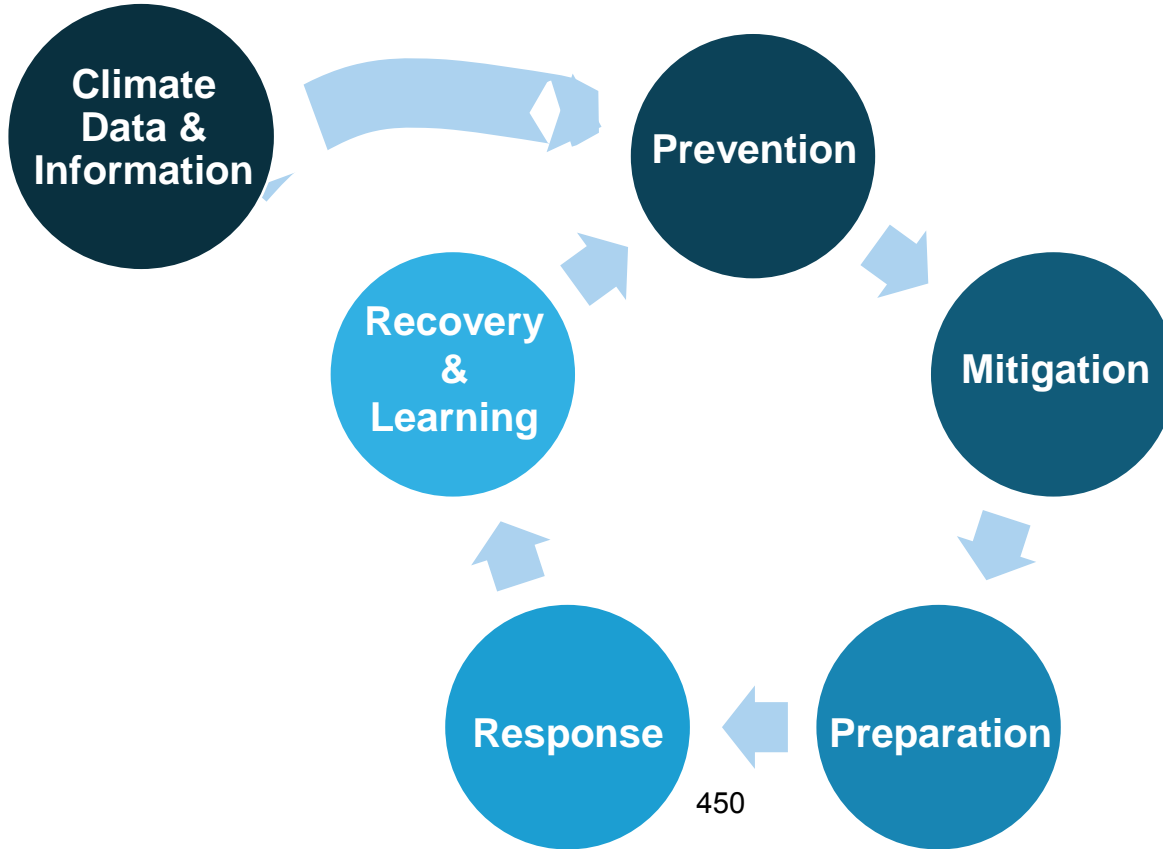 Climate
Data &
Information
Prevention
Mitigation
Preparation
Response
Recovery
&
Learning
450